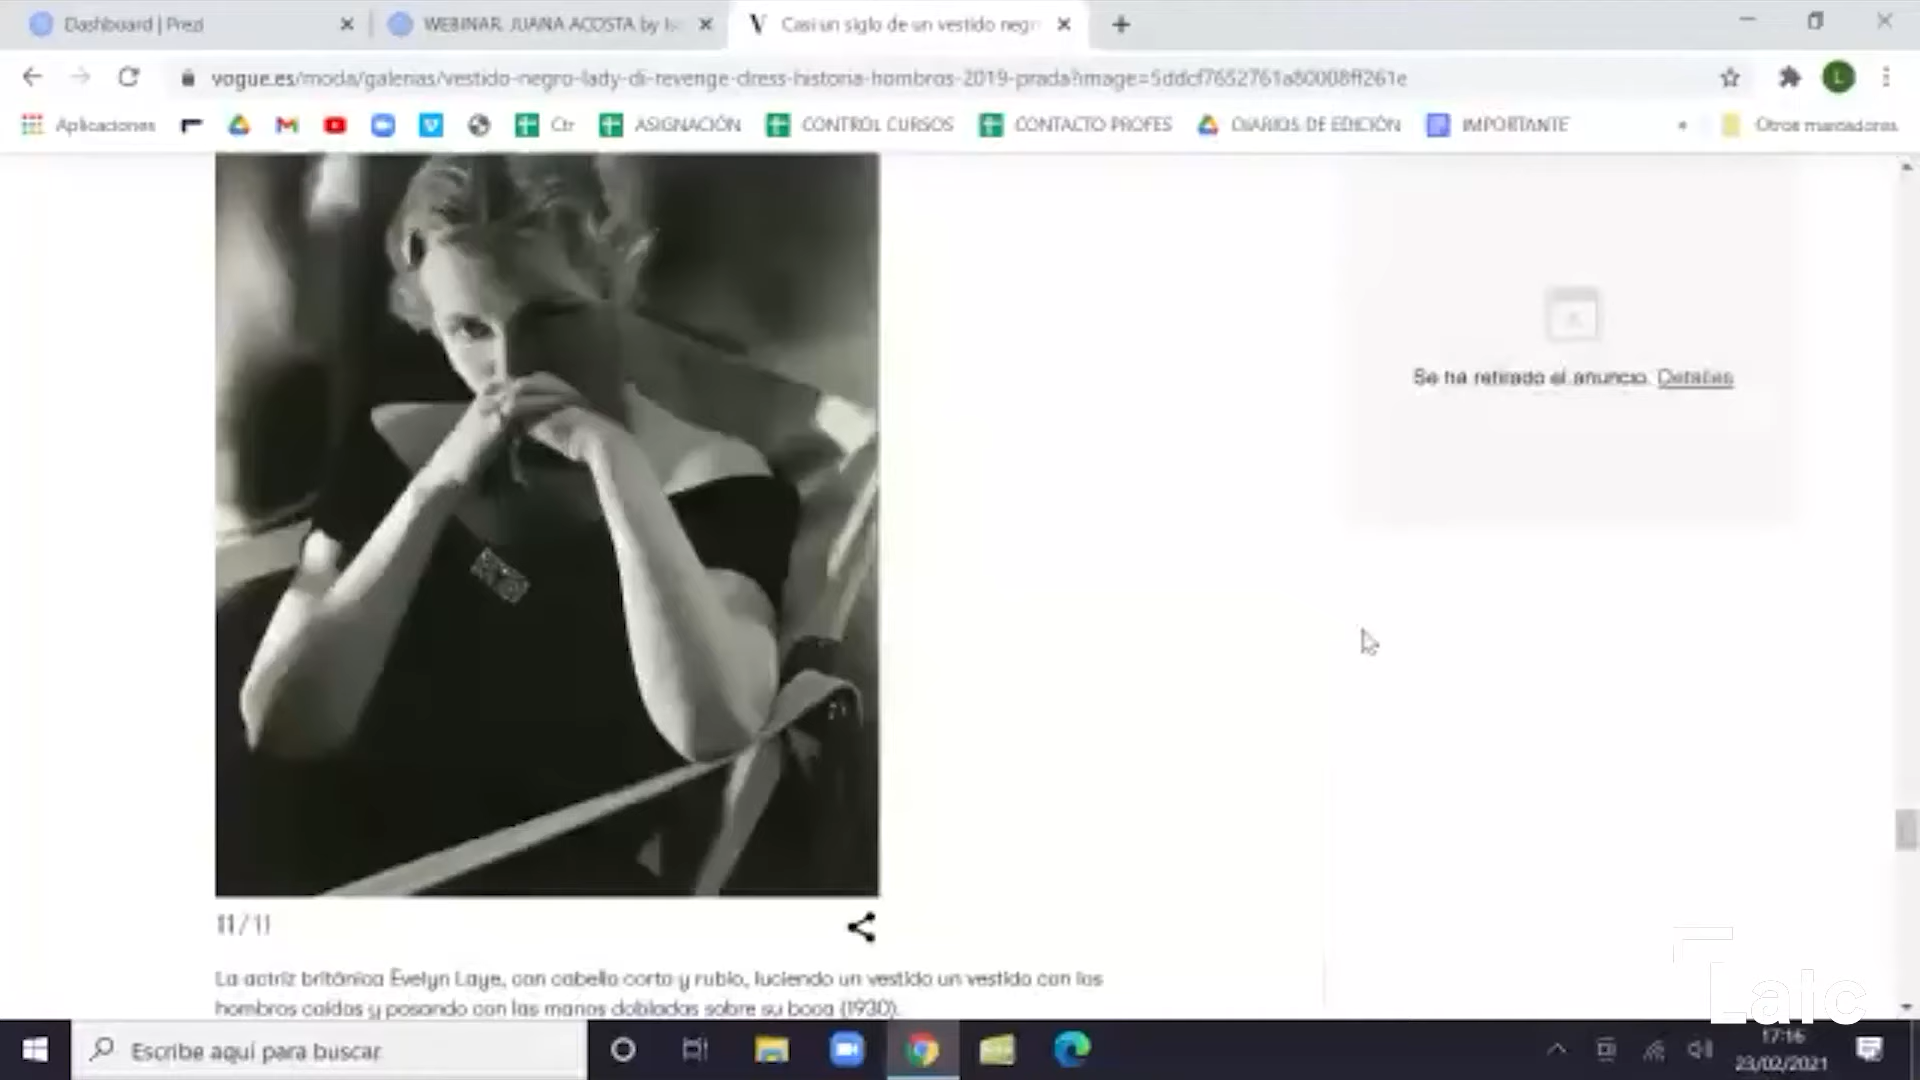 Dashboard | Prezi
WEBINAR. JUANA ACOSTA by Is
Casi un siglo de un vestido negr
vogue.es/moda/galerias/vestido-negro-lady-di-revenge-dress-historia-hombros-2019-prada?image=5ddcf7652761a80008ff261e
Aplicaciones
Ctr
ASIGNACIÓN
CONTROL CURSOS
CONTACTO PROFES
DIARIOS DE EDICIÓN
IMPORTANTE
Otros marcadores
Se ha retirado el anuncio. Detalles
11 / 11
La actriz británica Evelyn Laye, con cabello corto y rubio, luciendo un vestido un vestido con los
hombros caídos y posando con las manos dobladas sobre su boca (1930).
Laic
Escribe aquí para buscar
17:16
23/02/2021